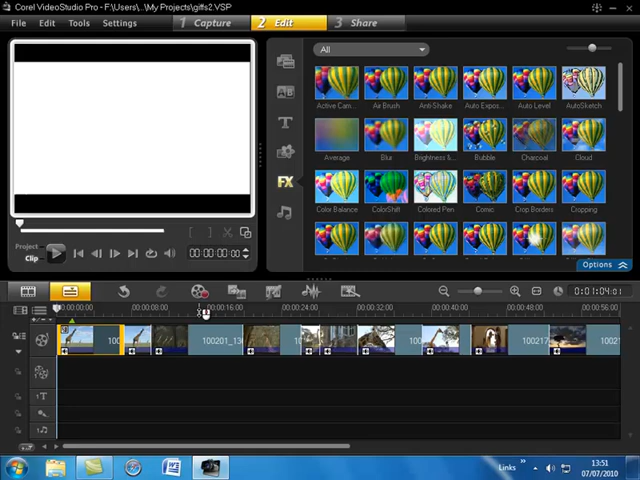 Corel VideoStudio Pro - F:\Users\...\My Projects\giffs2.VSP
File Edit Tools Settings 1 Capture 2 Edit 3 Share
All
Active Cam... Air Brush Anti-Shake Auto Expos... Auto Level AutoSketch
Average Blur Brightness &... Bubble Charcoal Cloud
Color Balance ColorShift Colored Pen Comic Crop Borders Cropping
AB
T
FX
Options
Project
Clip
00:00:00:00
0:01:04:01
00:00:00:00 00:00:08:00 00:00:16:00 00:00:24:00 00:00:32:00 00:00:40:00 00:00:48:00 00:00:56:00
100 100 100201_13 100217 10021
1T
Links
13:51
07/07/2010